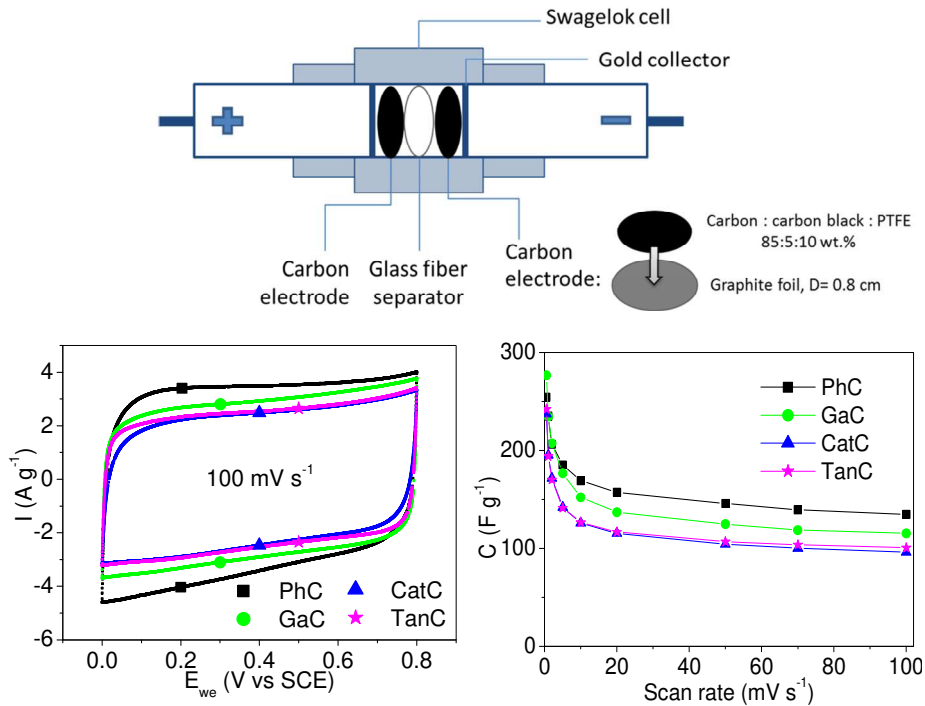 Swagelok cell
Gold collector
Carbon
electrode
Glass fiber
separator
Carbon
electrode:
Carbon : carbon black : PTFE
85:5:10 wt.%
Graphite foil, D= 0.8 cm
4
2
0
-2
-4
-6
I (A g⁻¹)
100 mV s⁻¹
PhC
CatC
GaC
TanC
0.0 0.2 0.4 0.6 0.8
E_we (V vs SCE)
300
200
100
0
C (F g⁻¹)
PhC
GaC
CatC
TanC
0 20 40 60 80 100
Scan rate (mV s⁻¹)